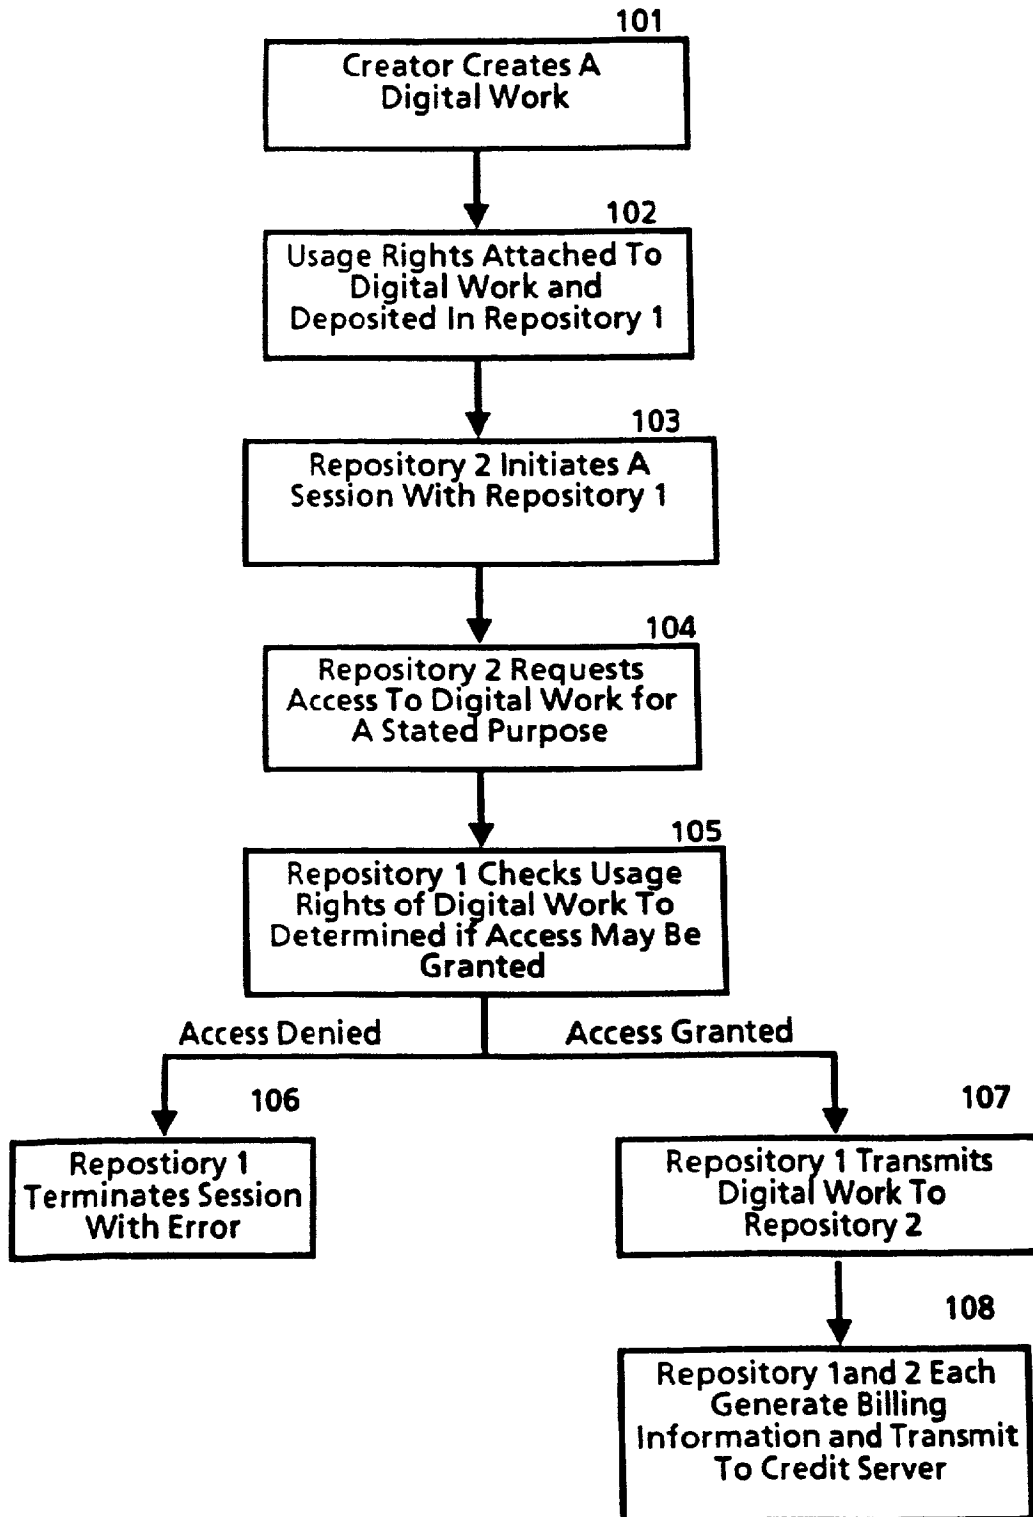 101
Creator Creates A
Digital Work
102
Usage Rights Attached To
Digital Work and
Deposited In Repository 1
103
Repository 2 Initiates A
Session With Repository 1
104
Repository 2 Requests
Access To Digital Work for
A Stated Purpose
105
Repository 1 Checks Usage
Rights of Digital Work To
Determined if Access May Be
Granted
Access Denied
Access Granted
106
Repostiory 1
Terminates Session
With Error
107
Repository 1 Transmits
Digital Work To
Repository 2
108
Repository 1and 2 Each
Generate Billing
Information and Transmit
To Credit Server